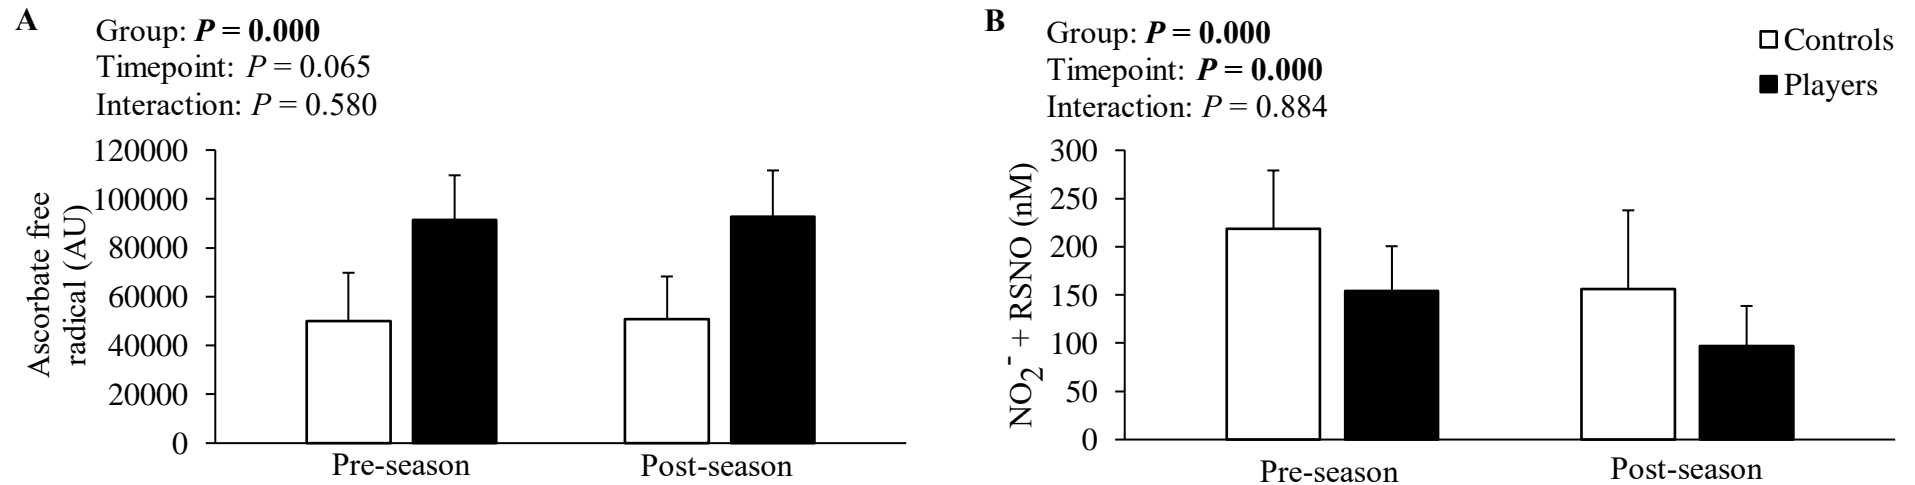 A
Group: P = 0.000
Timepoint: P = 0.065
Interaction: P = 0.580
Ascorbate free
radical (AU)
120000
100000
80000
60000
40000
20000
0
Pre-season
Post-season
B
Group: P = 0.000
Timepoint: P = 0.000
Interaction: P = 0.884
Controls
Players
NO₂⁻ + RSNO (nM)
300
250
200
150
100
50
0
Pre-season
Post-season